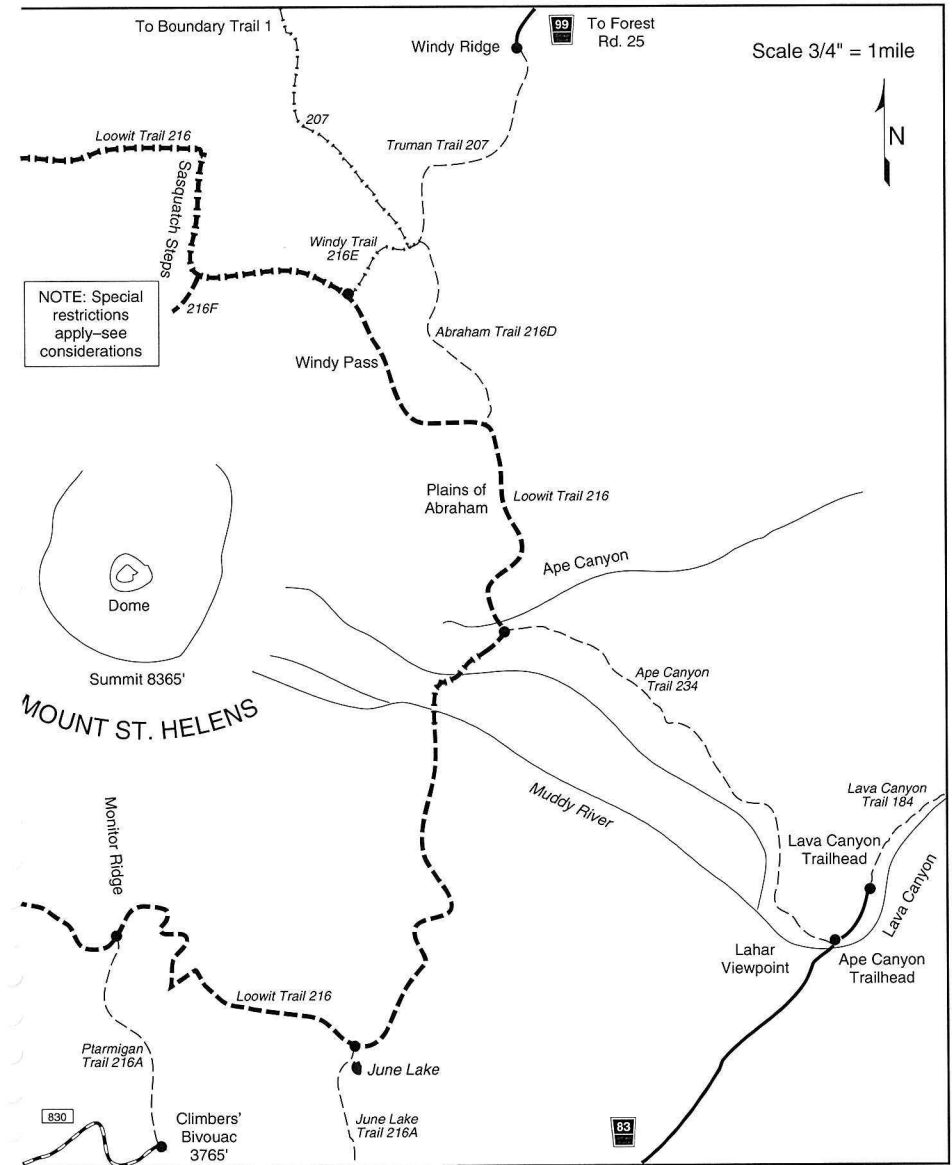 To Boundary Trail 1
99
To Forest
Rd. 25
Windy Ridge
Scale 3/4" = 1mile
N
207
Loowit Trail 216
Truman Trail 207
Sasquatch Steps
Windy Trail
216E
NOTE: Special
restrictions
apply–see
considerations
216F
Abraham Trail 216D
Windy Pass
Plains of
Abraham
Loowit Trail 216
Ape Canyon
Dome
Summit 8365'
MOUNT ST. HELENS
Ape Canyon
Trail 234
Muddy River
Lava Canyon
Trail 184
Monitor Ridge
Lava Canyon
Trailhead
Lava Canyon
Lahar
Viewpoint
Ape Canyon
Trailhead
Loowit Trail 216
Ptarmigan
Trail 216A
June Lake
830
Climbers'
Bivouac
3765'
June Lake
Trail 216A
83